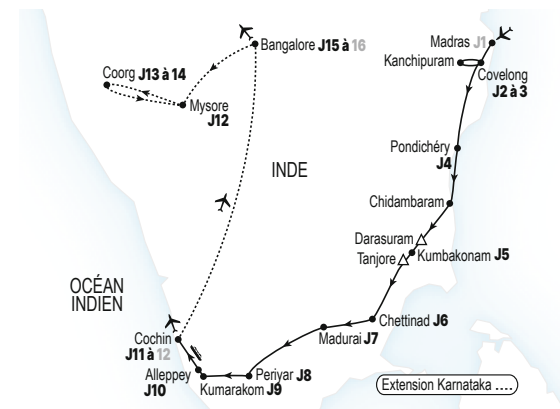 Madras J1
Bangalore J15 à 16
Kanchipuram
Covelong
J2 à 3
Coorg J13 à 14
Mysore
J12
Pondichéry
J4
INDE
Chidambaram
Darasuram
Tanjore
Kumbakonam J5
OCÉAN
INDIEN
Chettinad J6
Cochin
J11 à 12
Madurai J7
Alleppey
J10
Periyar J8
Kumarakom J9
Extension Karnataka ....